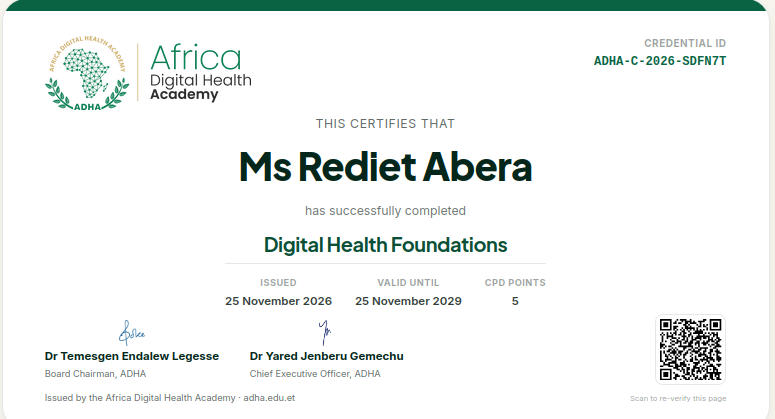 AFRICA DIGITAL HEALTH ACADEMY
ADHA
Africa
Digital Health
Academy
CREDENTIAL ID
ADHA-C-2026-SDFN7T
THIS CERTIFIES THAT
Ms Rediet Abera
has successfully completed
Digital Health Foundations
ISSUED VALID UNTIL CPD POINTS
25 November 2026 25 November 2029 5
Dr Temesgen Endalew Legesse Dr Yared Jenberu Gemechu
Board Chairman, ADHA Chief Executive Officer, ADHA
Issued by the Africa Digital Health Academy · adha.edu.et
Scan to re-verify this page